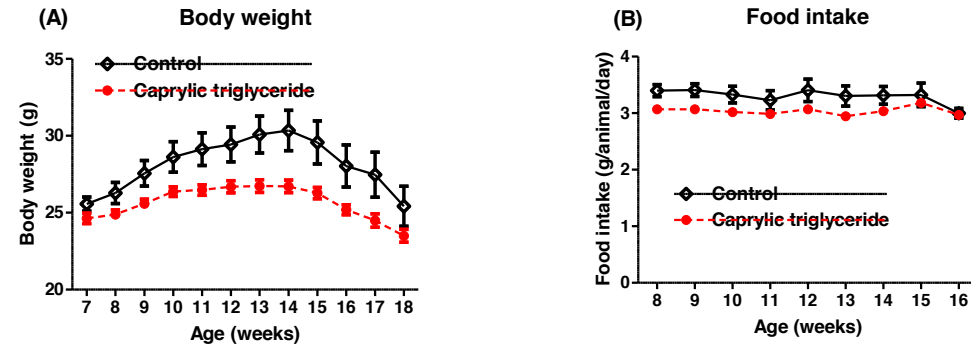 (A)
Body weight
35
30
25
20
Body weight (g)
Control
Caprylic triglyceride
7 8 9 10 11 12 13 14 15 16 17 18
Age (weeks)
(B)
Food intake
4
3
2
1
0
Food intake (g/animal/day)
Control
Caprylic triglyceride
8 9 10 11 12 13 14 15 16
Age (weeks)